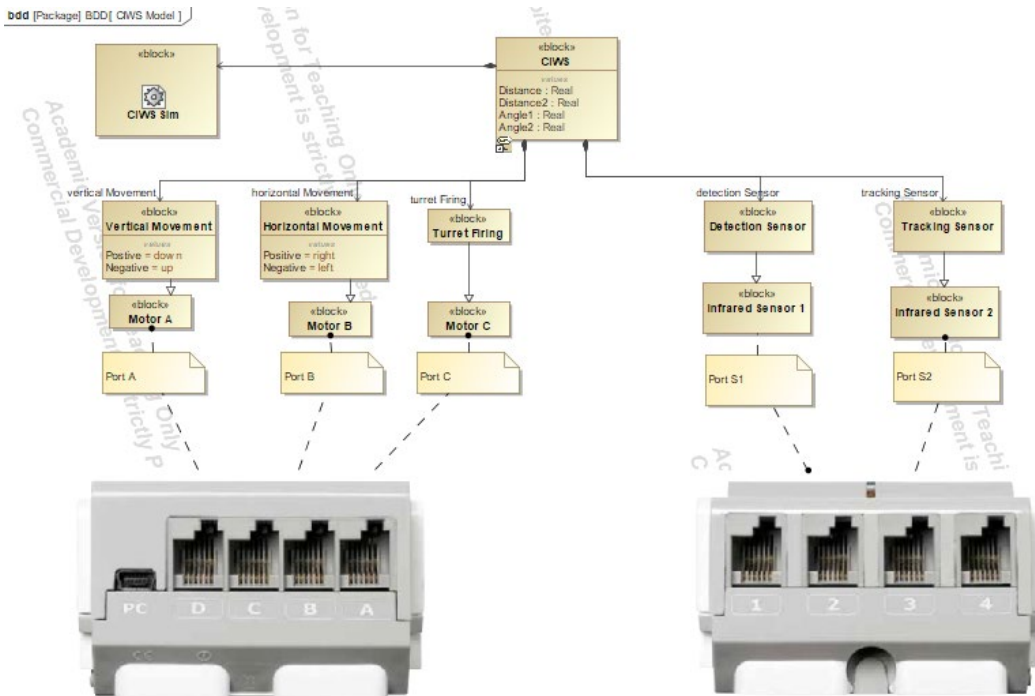 bdd [Package] BDD[ CIWS Model ]
«block»
CIWS Sim
«block»
CIWS
values
Distance : Real
Distance2 : Real
Angle1 : Real
Angle2 : Real
vertical Movement
horizontal Movement
turret Firing
detection Sensor
tracking Sensor
«block»
Vertical Movement
values
Postive = down
Negative = up
«block»
Horizontal Movement
values
Positive = right
Negative = left
«block»
Turret Firing
«block»
Detection Sensor
«block»
Tracking Sensor
«block»
Motor A
«block»
Motor B
«block»
Motor C
«block»
Infrared Sensor 1
«block»
Infrared Sensor 2
Port A
Port B
Port C
Port S1
Port S2
PC D C B A
1 2 3 4